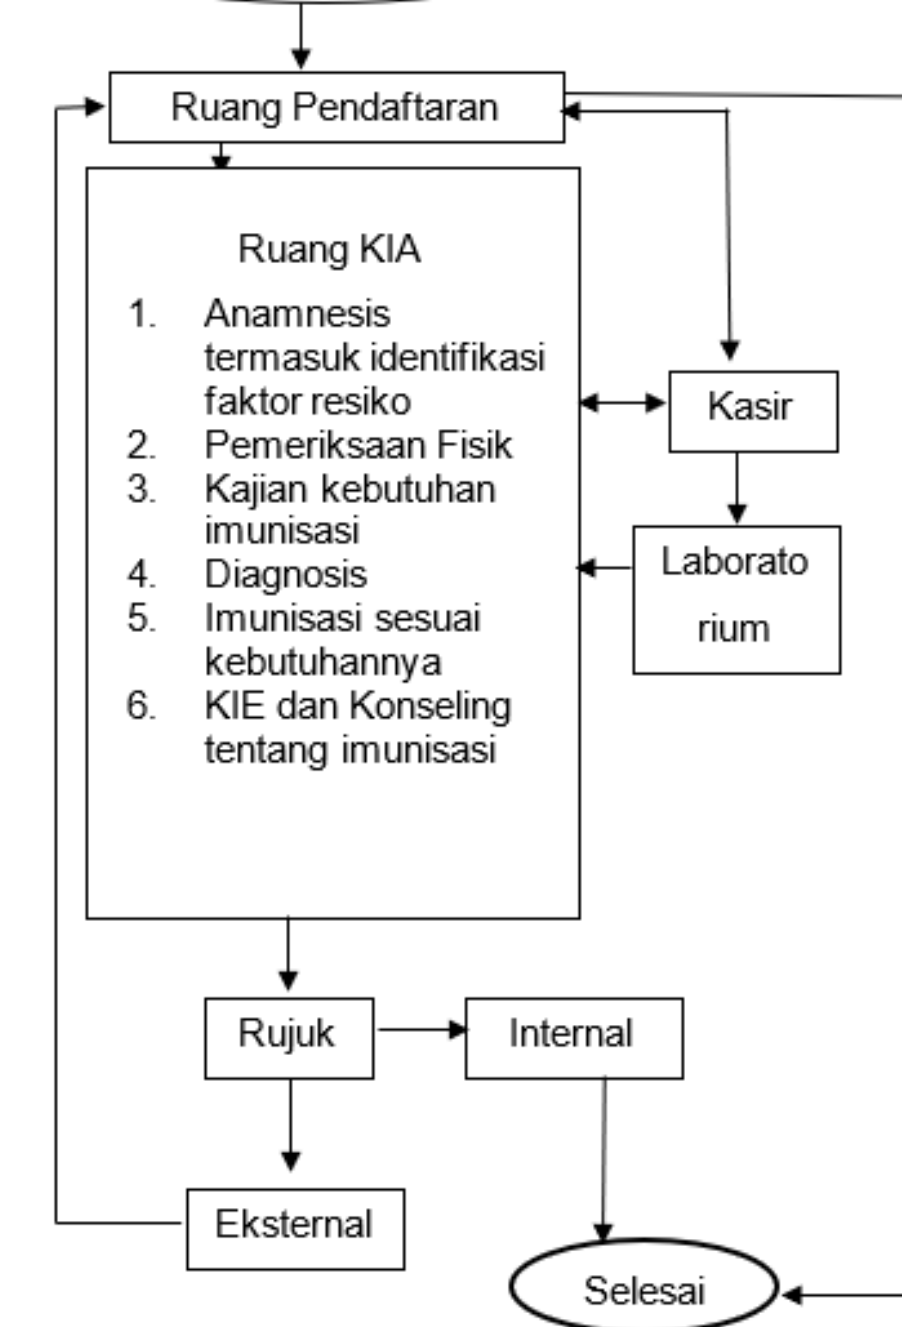 Ruang Pendaftaran
Ruang KIA
1. Anamnesis
termasuk identifikasi
faktor resiko
2. Pemeriksaan Fisik
3. Kajian kebutuhan
imunisasi
4. Diagnosis
5. Imunisasi sesuai
kebutuhannya
6. KIE dan Konseling
tentang imunisasi
Kasir
Laborato
rium
Rujuk
Internal
Eksternal
Selesai